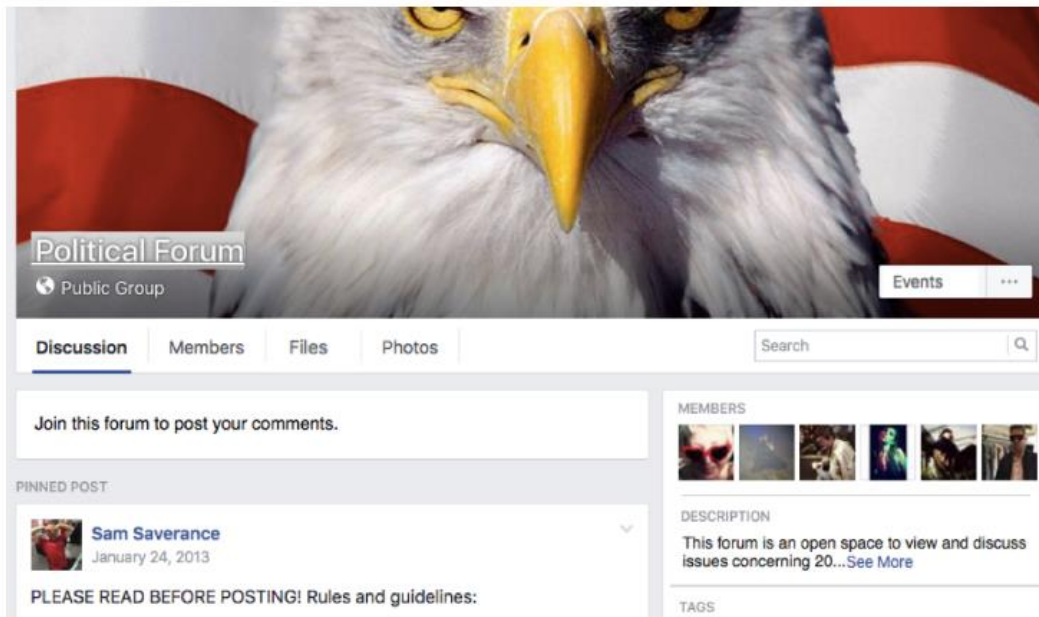 Political Forum
Public Group
Events
Discussion
Members
Files
Photos
Search
Join this forum to post your comments.
PINNED POST
Sam Saverance
January 24, 2013
PLEASE READ BEFORE POSTING! Rules and guidelines:
MEMBERS
DESCRIPTION
This forum is an open space to view and discuss
issues concerning 20...See More
TAGS